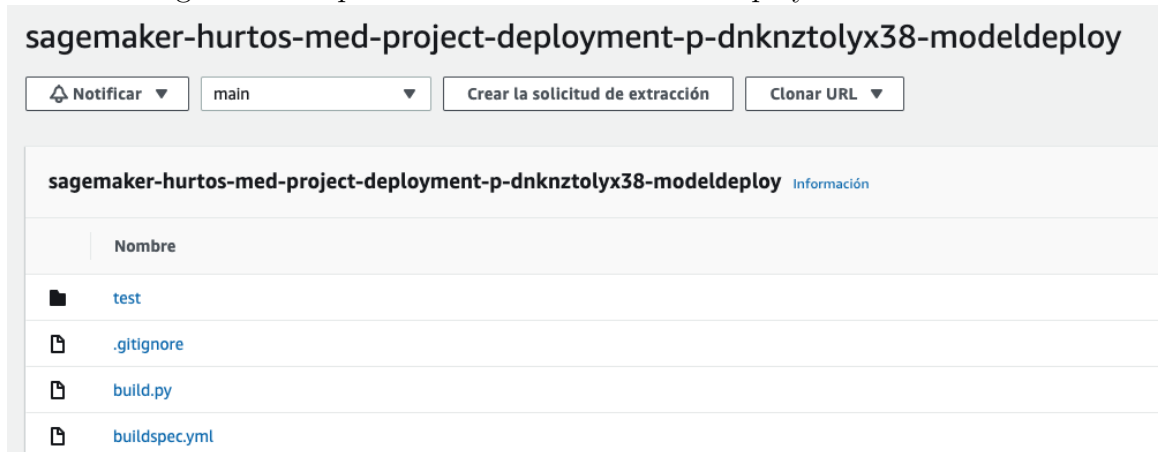 sagemaker-hurtos-med-project-deployment-p-dnknztolyx38-modeldeploy
Notificar
main
Crear la solicitud de extracción
Clonar URL
sagemaker-hurtos-med-project-deployment-p-dnknztolyx38-modeldeploy Información
Nombre
test
.gitignore
build.py
buildspec.yml